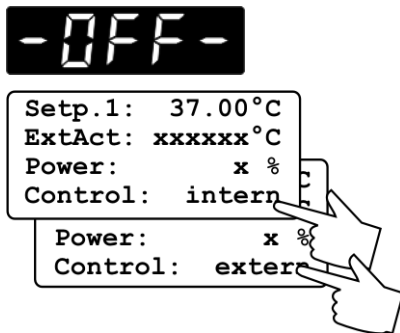 -OFF-
Setp.1: 37.00°C
ExtAct: xxxxxx°C
Power: x %
Control: intern
Power: x %
Control: extern